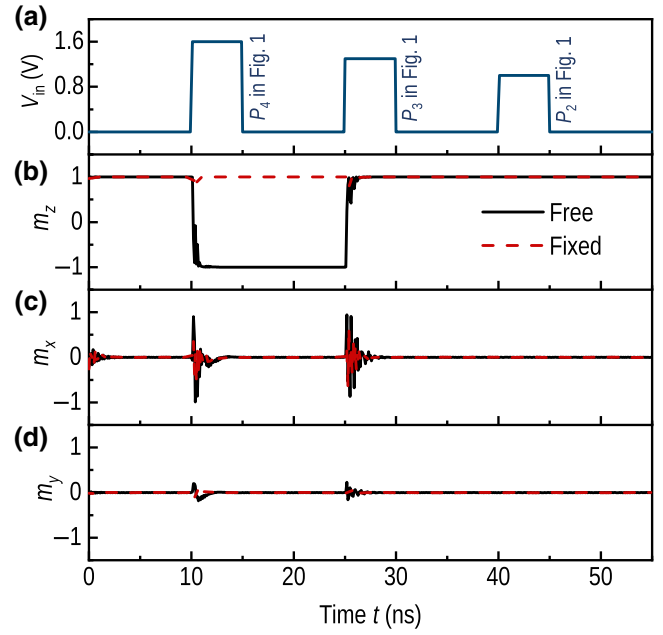 (a)
V_in (V)
1.6
0.8
0.0
P_4 in Fig. 1
P_3 in Fig. 1
P_2 in Fig. 1
(b)
m_z
1
0
−1
Free
Fixed
(c)
m_x
1
0
−1
(d)
m_y
1
0
−1
0 10 20 30 40 50
Time t (ns)